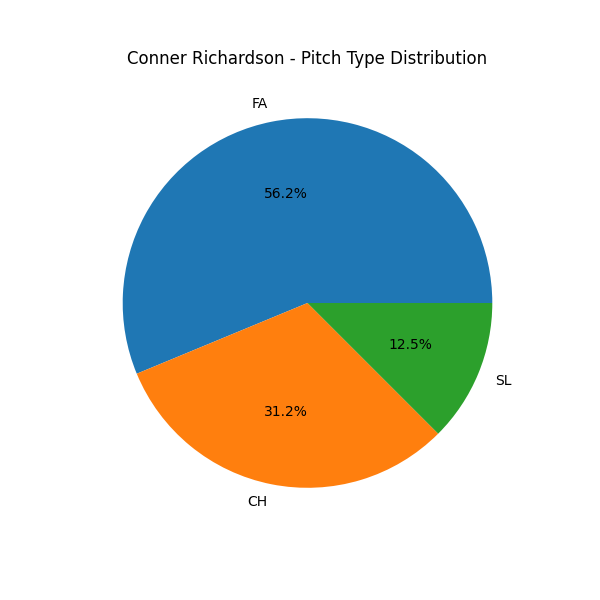 Conner Richardson - Pitch Type Distribution
FA
56.2%
12.5%
SL
31.2%
CH